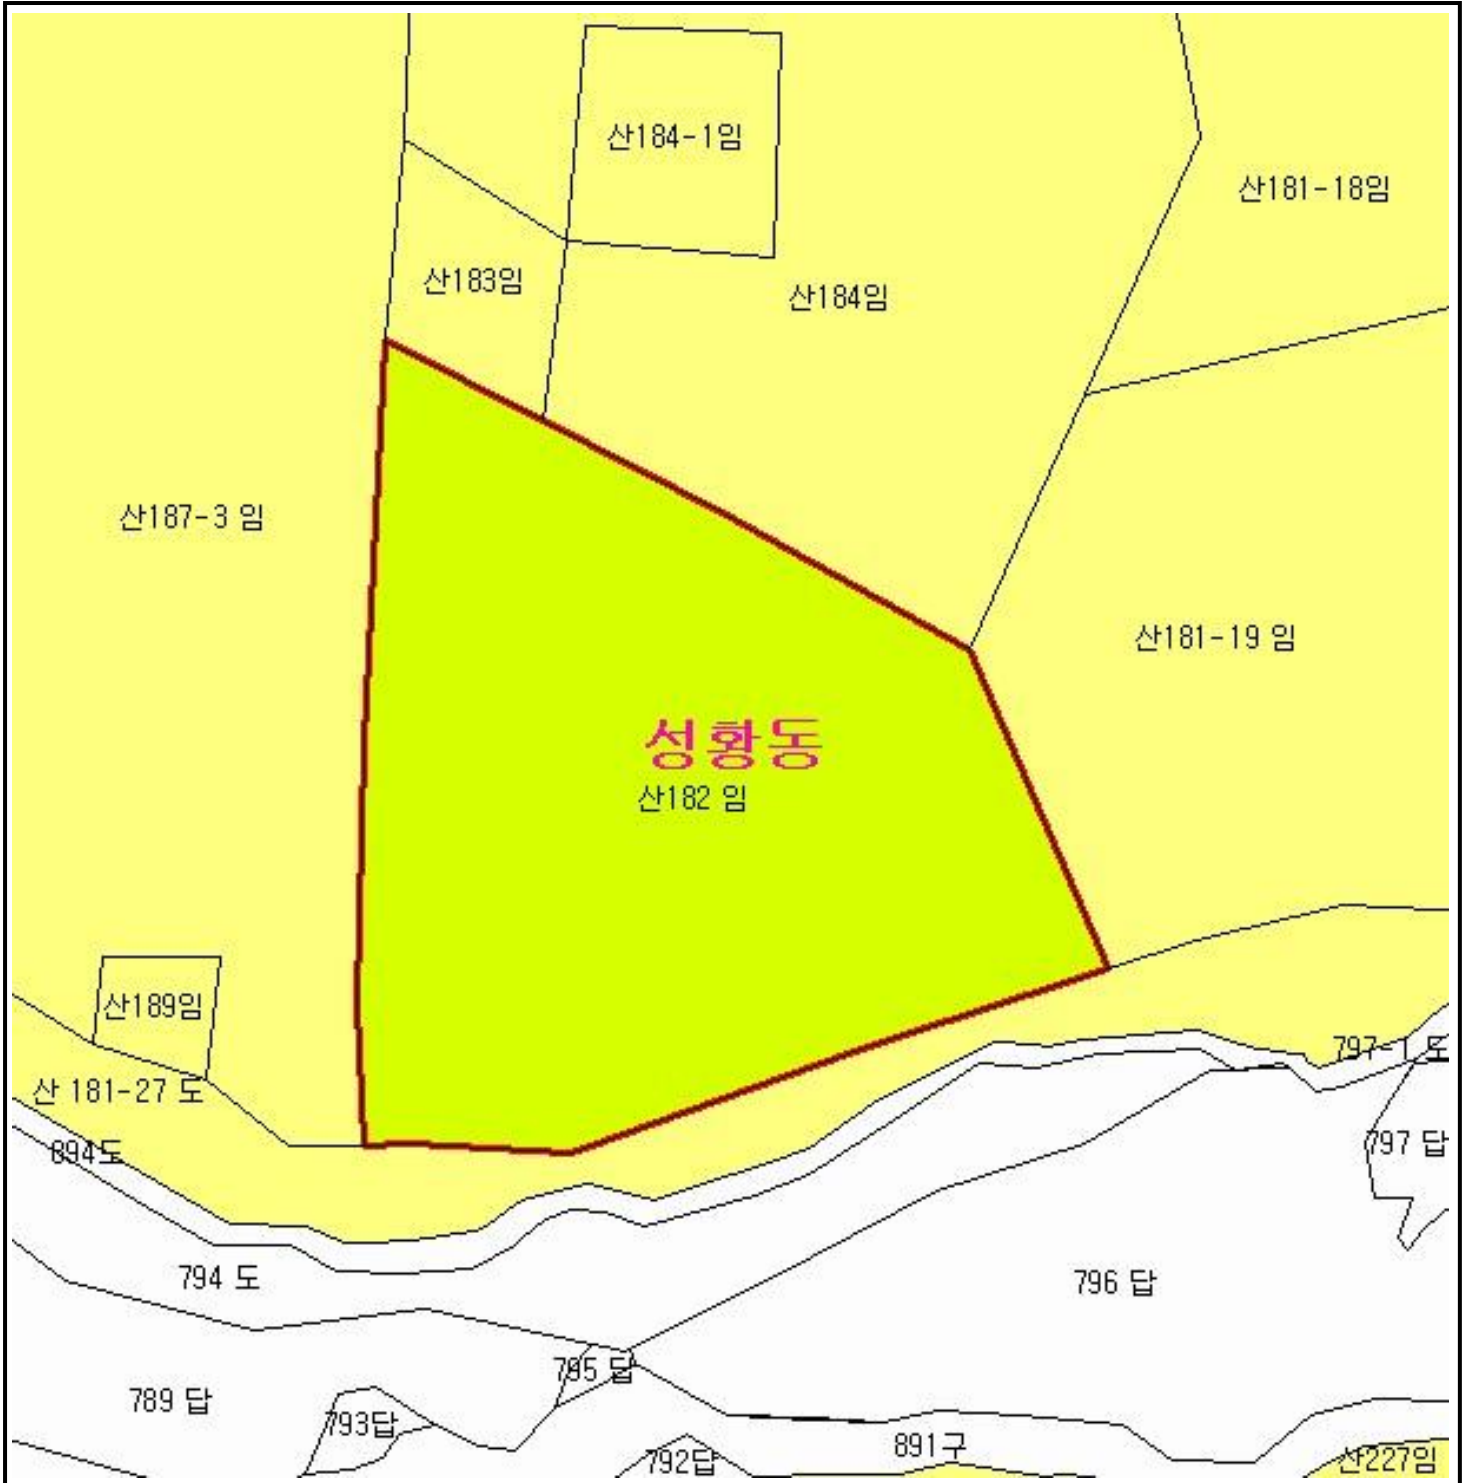 산184-1임
산181-18임
산183임
산184임
산187-3 임
산181-19 임
성황동
산182 임
산189임
797-1 도
산 181-27 도
894도
797 답
794 도
796 답
795 답
789 답
793답
891구
792답
산227임